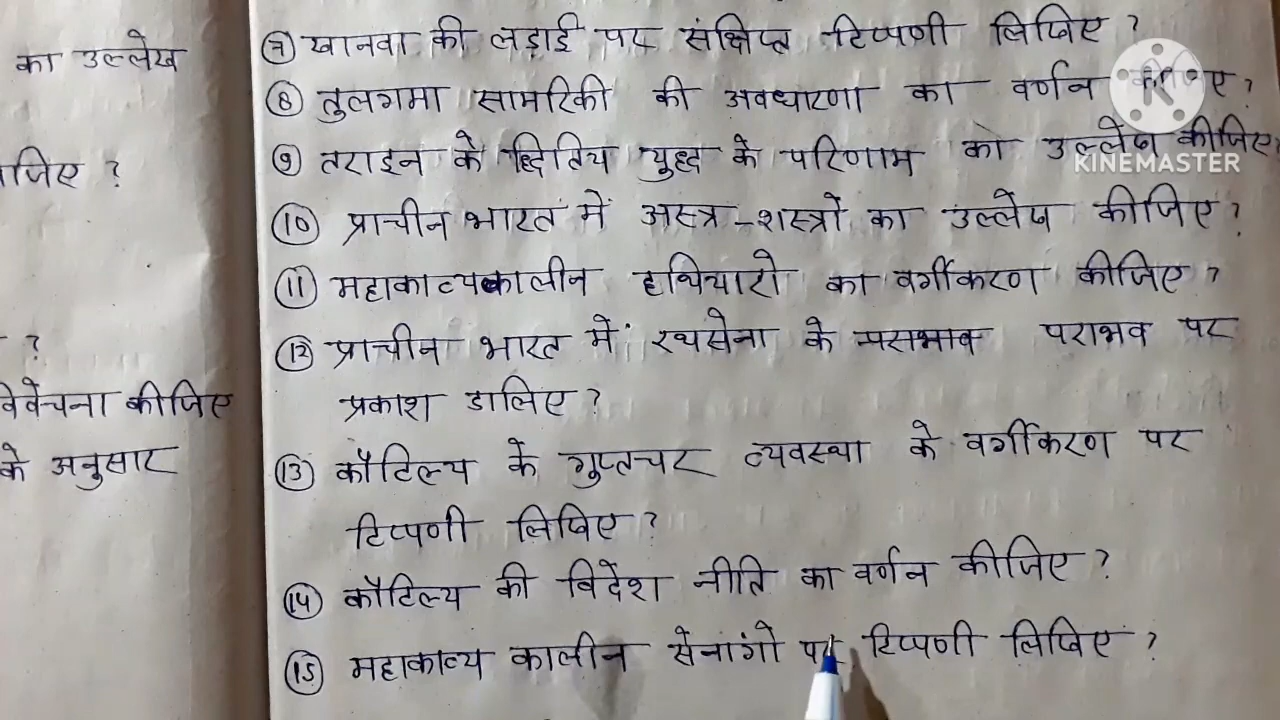 का उल्लेख
जिए ?
?
विवेचना कीजिए
के अनुसार
⑦ खानवा की लड़ाई पर संक्षिप्त टिप्पणी लिखिए ?
⑧ तुलगमा सामरिकी की अवधारणा का वर्णन कीजिए ?
⑨ तराइन के द्वितिय युद्ध के परिणाम को उल्लेख कीजिए
⑩ प्राचीन भारत में अस्त्र-शस्त्रों का उल्लेख कीजिए ?
⑪ महाकाव्यकालीन हथियारो का वर्गीकरण कीजिए ?
⑫ प्राचीन भारत में रथसेना के पराभव पर
प्रकाश डालिए ?
⑬ कौटिल्य के गुप्तचर व्यवस्था के वर्गीकरण पर
टिप्पणी लिखिए ?
⑭ कौटिल्य की विदेश नीति का वर्णन कीजिए ?
⑮ महाकाव्य कालीन सेनांगो पर टिप्पणी लिखिए ?
KINEMASTER